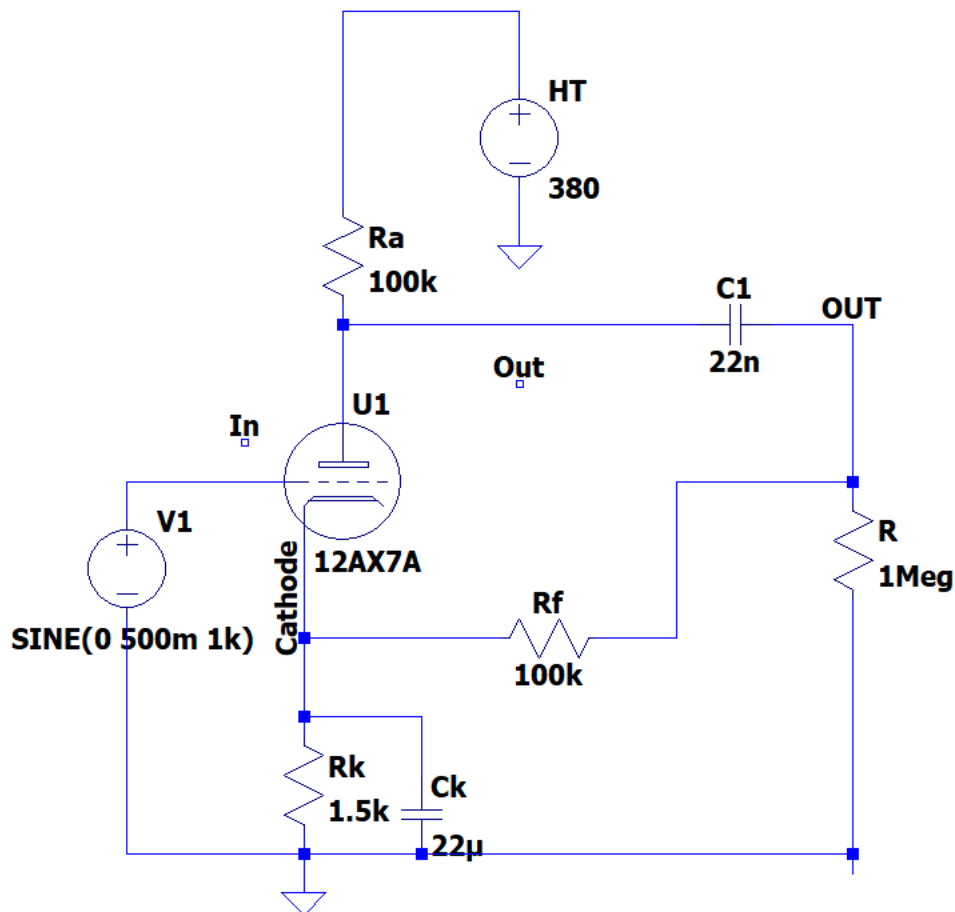 HT
380
Ra
100k
C1
22n
OUT
Out
In
U1
12AX7A
V1
SINE(0 500m 1k)
Cathode
Rf
100k
R
1Meg
Rk
1.5k
Ck
22µ